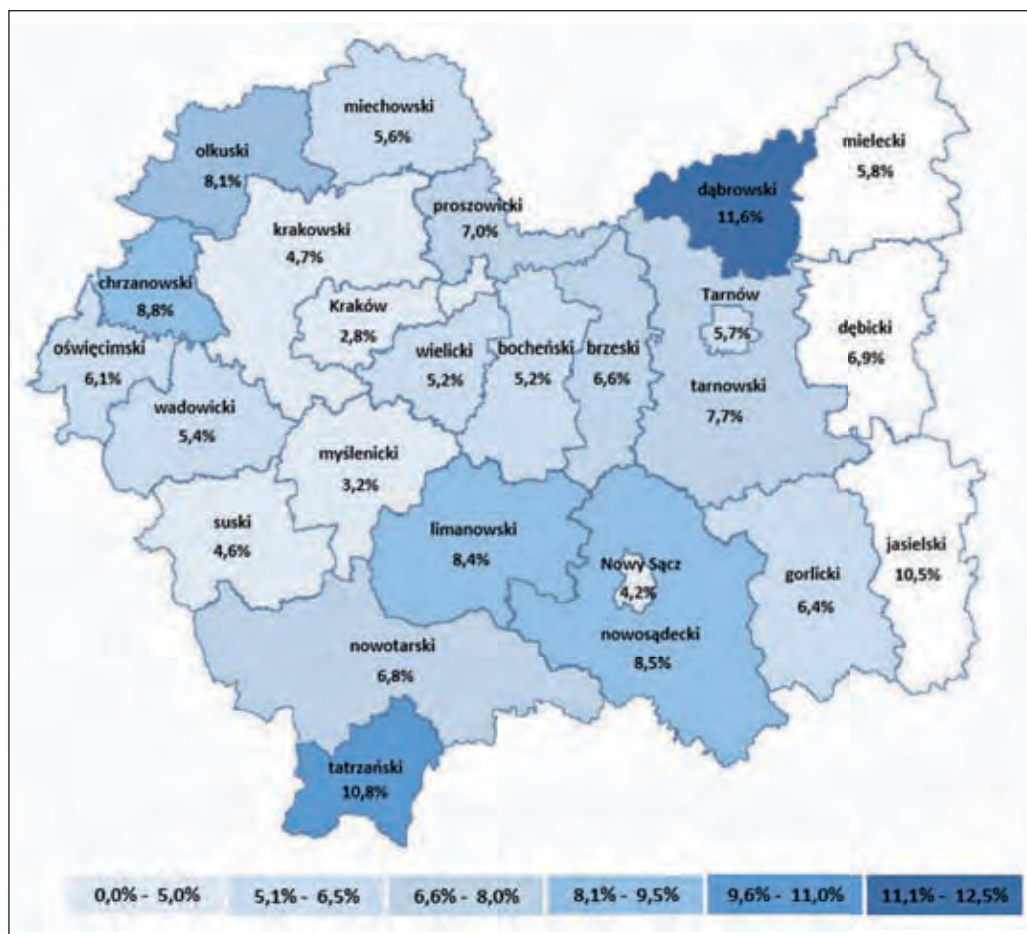 miechowski
5,6%
olkuski
8,1%
mielecki
5,8%
dąbrowski
11,6%
proszowicki
7,0%
krakowski
4,7%
chrzanowski
8,8%
Kraków
2,8%
Tarnów
5,7%
dębicki
6,9%
oświęcimski
6,1%
wielicki
5,2%
bocheński
5,2%
brzeski
6,6%
tarnowski
7,7%
wadowicki
5,4%
myślenicki
3,2%
suski
4,6%
limanowski
8,4%
Nowy Sącz
4,2%
gorlicki
6,4%
jasielski
10,5%
nowosądecki
8,5%
nowotarski
6,8%
tatrzański
10,8%
0,0% - 5,0% 5,1% - 6,5% 6,6% - 8,0% 8,1% - 9,5% 9,6% - 11,0% 11,1% - 12,5%